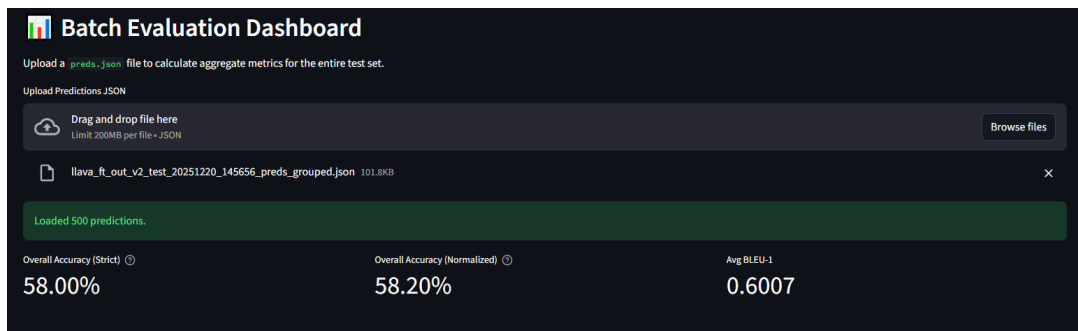 Batch Evaluation Dashboard
Upload a preds.json file to calculate aggregate metrics for the entire test set.
Upload Predictions JSON
Drag and drop file here
Limit 200MB per file • JSON
Browse files
llava_ft_out_v2_test_20251220_145656_preds_grouped.json 101.8KB
Loaded 500 predictions.
Overall Accuracy (Strict)
58.00%
Overall Accuracy (Normalized)
58.20%
Avg BLEU-1
0.6007